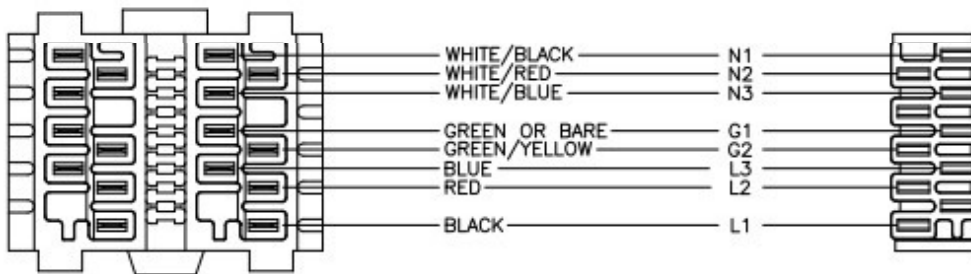 WHITE/BLACK N1
WHITE/RED N2
WHITE/BLUE N3
GREEN OR BARE G1
GREEN/YELLOW G2
BLUE L3
RED L2
BLACK L1